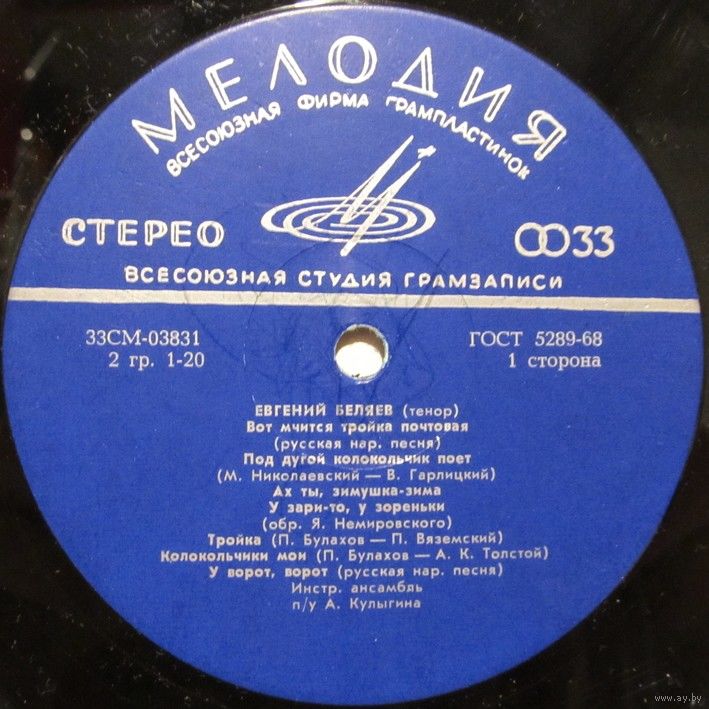 МЕЛОДИЯ
ВСЕСОЮЗНАЯ ФИРМА ГРАМПЛАСТИНОК
СТЕРЕО
33
ВСЕСОЮЗНАЯ СТУДИЯ ГРАМЗАПИСИ
33СМ-03831
2 гр. 1-20
ГОСТ 5289-68
1 сторона
ЕВГЕНИЙ БЕЛЯЕВ (тенор)
Вот мчится тройка почтовая
(русская нар. песня)
Под дугой колокольчик поет
(М. Николаевский — В. Гарлицкий)
Ах ты, зимушка-зима
У зари-то, у зореньки
(обр. Я. Немировского)
Тройка (П. Булахов — П. Вяземский)
Колокольчики мои (П. Булахов — А. К. Толстой)
У ворот, ворот (русская нар. песня)
Инстр. ансамбль
п/у А. Кулыгина
www.ay.by